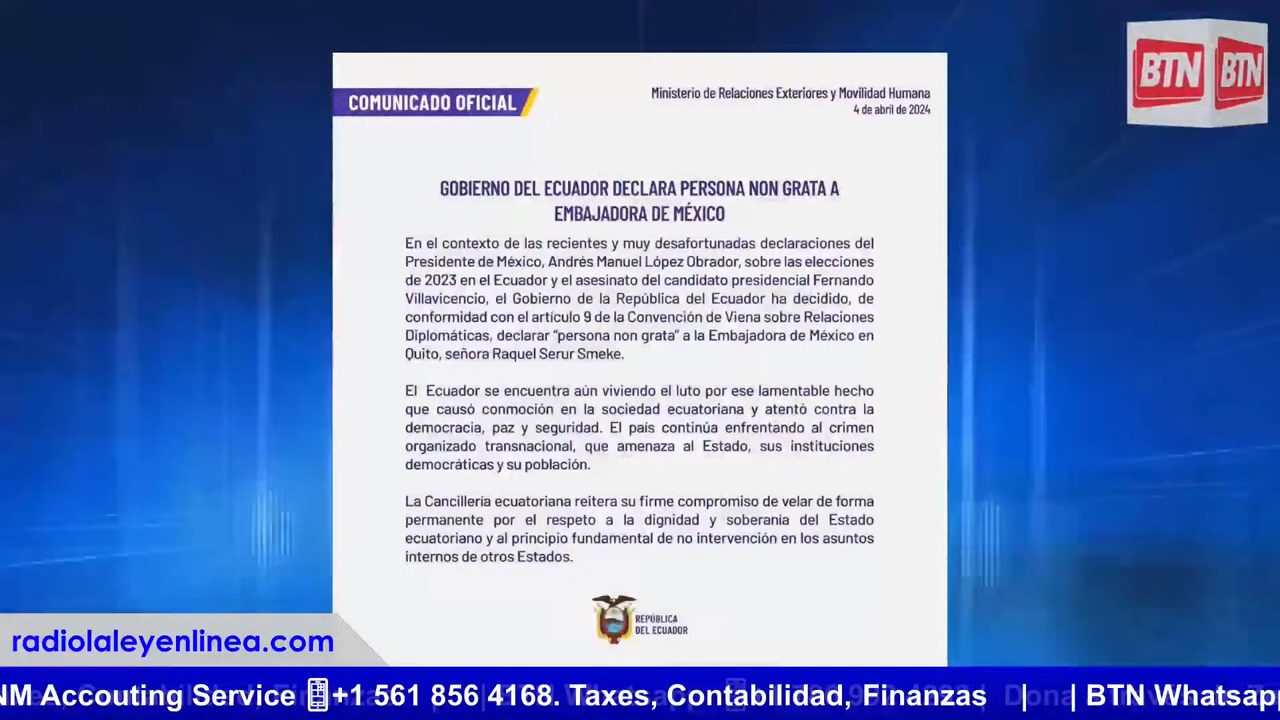 BTN BTN
COMUNICADO OFICIAL
Ministerio de Relaciones Exteriores y Movilidad Humana
4 de abril de 2024
GOBIERNO DEL ECUADOR DECLARA PERSONA NON GRATA A
EMBAJADORA DE MÉXICO
En el contexto de las recientes y muy desafortunadas declaraciones del
Presidente de México, Andrés Manuel López Obrador, sobre las elecciones
de 2023 en el Ecuador y el asesinato del candidato presidencial Fernando
Villavicencio, el Gobierno de la República del Ecuador ha decidido, de
conformidad con el artículo 9 de la Convención de Viena sobre Relaciones
Diplomáticas, declarar “persona non grata” a la Embajadora de México en
Quito, señora Raquel Serur Smeke.
El Ecuador se encuentra aún viviendo el luto por ese lamentable hecho
que causó conmoción en la sociedad ecuatoriana y atentó contra la
democracia, paz y seguridad. El país continúa enfrentando al crimen
organizado transnacional, que amenaza al Estado, sus instituciones
democráticas y su población.
La Cancillería ecuatoriana reitera su firme compromiso de velar de forma
permanente por el respeto a la dignidad y soberanía del Estado
ecuatoriano y al principio fundamental de no intervención en los asuntos
internos de otros Estados.
REPÚBLICA
DEL ECUADOR
radiolaleyenlinea.com
NM Accouting Service +1 561 856 4168. Taxes, Contabilidad, Finanzas | | BTN Whatsapp